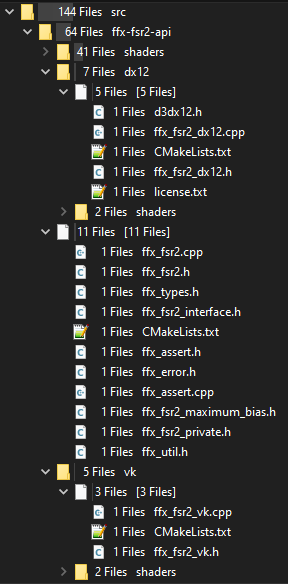 144 Files src
64 Files ffx-fsr2-api
41 Files shaders
7 Files dx12
5 Files [5 Files]
1 Files d3dx12.h
1 Files ffx_fsr2_dx12.cpp
1 Files CMakeLists.txt
1 Files ffx_fsr2_dx12.h
1 Files license.txt
2 Files shaders
11 Files [11 Files]
1 Files ffx_fsr2.cpp
1 Files ffx_fsr2.h
1 Files ffx_types.h
1 Files ffx_fsr2_interface.h
1 Files CMakeLists.txt
1 Files ffx_assert.h
1 Files ffx_error.h
1 Files ffx_assert.cpp
1 Files ffx_fsr2_maximum_bias.h
1 Files ffx_fsr2_private.h
1 Files ffx_util.h
5 Files vk
3 Files [3 Files]
1 Files ffx_fsr2_vk.cpp
1 Files CMakeLists.txt
1 Files ffx_fsr2_vk.h
2 Files shaders